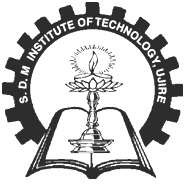 S. D. M INSTITUTE OF TECHNOLOGY, UJIRE